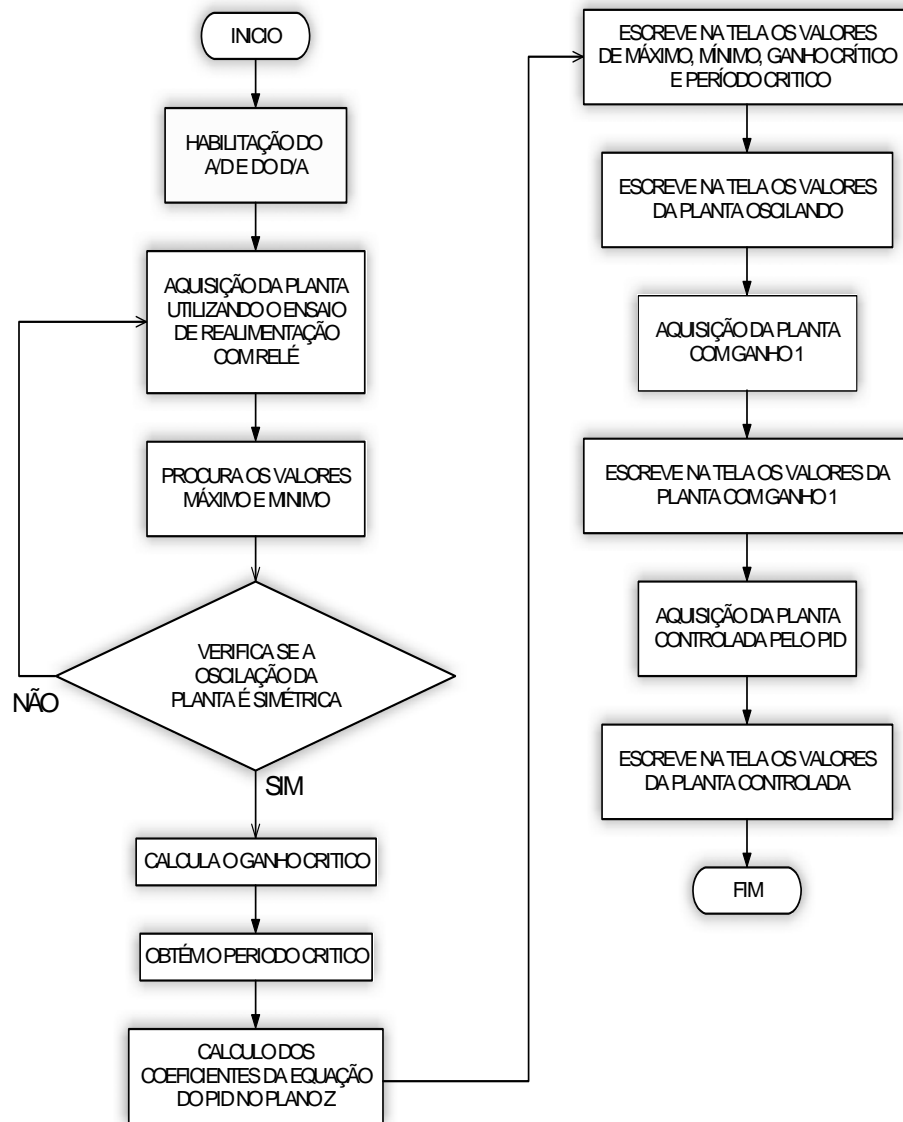 INICIO
HABILITAÇÃO DO
A/D E DO D/A
AQUISIÇÃO DA PLANTA
UTILIZANDO O ENSAIO
DE REALIMENTAÇÃO
COM RELÉ
PROCURA OS VALORES
MÁXIMO E MINIMO
VERIFICA SE A
OSCILAÇÃO DA
PLANTA É SIMÉTRICA
NÃO
SIM
CALCULA O GANHO CRITICO
OBTÉM O PERIODO CRITICO
CALCULO DOS
COEFICIENTES DA EQUAÇÃO
DO PID NO PLANO Z
ESCREVE NA TELA OS VALORES
DE MÁXIMO, MÍNIMO, GANHO CRÍTICO
E PERÍODO CRITICO
ESCREVE NA TELA OS VALORES
DA PLANTA OSCILANDO
AQUISIÇÃO DA PLANTA
COM GANHO 1
ESCREVE NA TELA OS VALORES DA
PLANTA COM GANHO 1
AQUISIÇÃO DA PLANTA
CONTROLADA PELO PID
ESCREVE NA TELA OS VALORES
DA PLANTA CONTROLADA
FIM